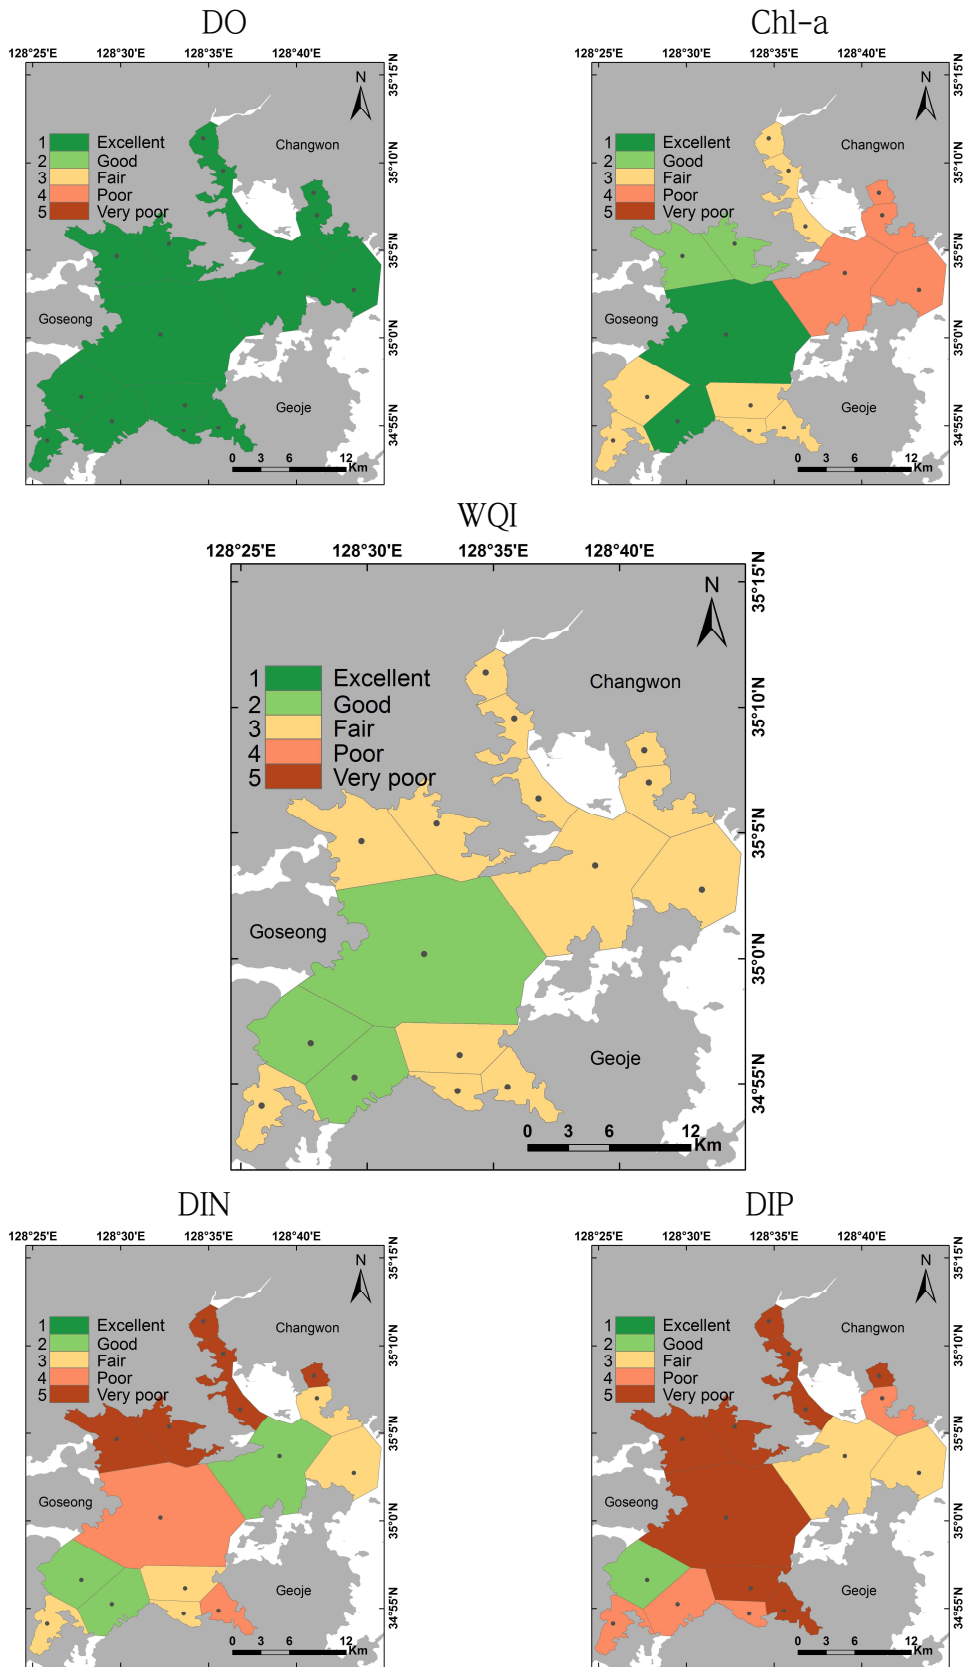 DO
128°25'E 128°30'E 128°35'E 128°40'E
35°15'N
N
Changwon
1 Excellent
2 Good
3 Fair
4 Poor
5 Very poor
35°10'N
35°5'N
Goseong
35°0'N
Geoje
34°55'N
0 3 6 12
Km
Chl-a
128°25'E 128°30'E 128°35'E 128°40'E
35°15'N
N
Changwon
1 Excellent
2 Good
3 Fair
4 Poor
5 Very poor
35°10'N
35°5'N
Goseong
35°0'N
Geoje
34°55'N
0 3 6 12
Km
WQI
128°25'E 128°30'E 128°35'E 128°40'E
35°15'N
N
Changwon
1 Excellent
2 Good
3 Fair
4 Poor
5 Very poor
35°10'N
35°5'N
Goseong
35°0'N
Geoje
34°55'N
0 3 6 12
Km
DIN
128°25'E 128°30'E 128°35'E 128°40'E
35°15'N
N
Changwon
1 Excellent
2 Good
3 Fair
4 Poor
5 Very poor
35°10'N
35°5'N
Goseong
35°0'N
Geoje
34°55'N
0 3 6 12
Km
DIP
128°25'E 128°30'E 128°35'E 128°40'E
35°15'N
N
Changwon
1 Excellent
2 Good
3 Fair
4 Poor
5 Very poor
35°10'N
35°5'N
Goseong
35°0'N
Geoje
34°55'N
0 3 6 12
Km